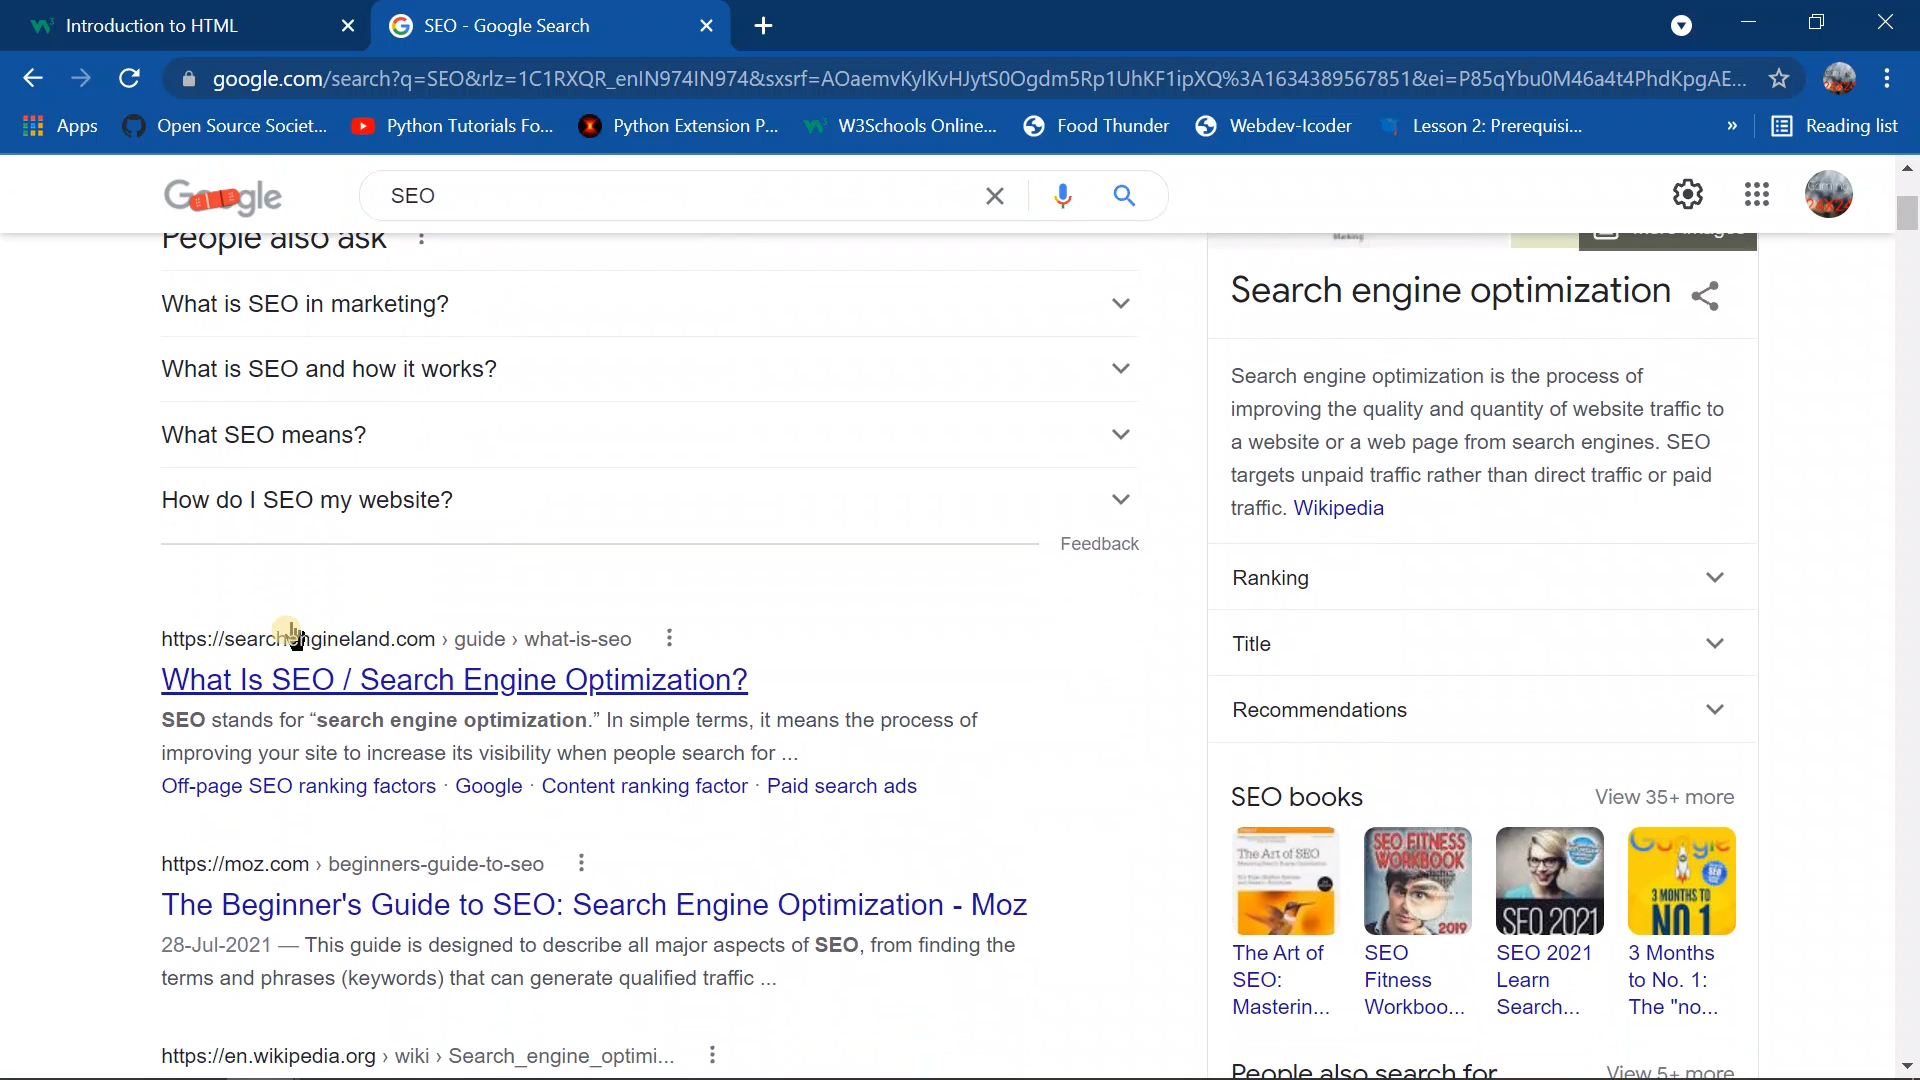 Introduction to HTML
SEO - Google Search
google.com/search?q=SEO&rlz=1C1RXQR_enIN974IN974&sxsrf=AOaemvKylKvHJytS0Ogdm5Rp1UhKF1ipXQ%3A1634389567851&ei=P85qYbu0M46a4t4PhdKpgAE...
Apps
Open Source Societ...
Python Tutorials Fo...
Python Extension P...
W3Schools Online...
Food Thunder
Webdev-Icoder
Lesson 2: Prerequisi...
»
Reading list
Google
SEO
People also ask
What is SEO in marketing?
What is SEO and how it works?
What SEO means?
How do I SEO my website?
Feedback
https://searchengineland.com › guide › what-is-seo
What Is SEO / Search Engine Optimization?
SEO stands for “search engine optimization.” In simple terms, it means the process of
improving your site to increase its visibility when people search for ...
Off-page SEO ranking factors · Google · Content ranking factor · Paid search ads
https://moz.com › beginners-guide-to-seo
The Beginner's Guide to SEO: Search Engine Optimization - Moz
28-Jul-2021 — This guide is designed to describe all major aspects of SEO, from finding the
terms and phrases (keywords) that can generate qualified traffic ...
https://en.wikipedia.org › wiki › Search_engine_optimi...
Search engine optimization
Search engine optimization is the process of
improving the quality and quantity of website traffic to
a website or a web page from search engines. SEO
targets unpaid traffic rather than direct traffic or paid
traffic. Wikipedia
Ranking
Title
Recommendations
SEO books
View 35+ more
The Art of SEO
SEO FITNESS
WORKBOOK
2019
SEO 2021
Google
SEO
3 MONTHS
TO
NO 1
The Art of
SEO:
Masterin...
SEO
Fitness
Workboo...
SEO 2021
Learn
Search...
3 Months
to No. 1:
The "no...
People also search for
View 5+ more